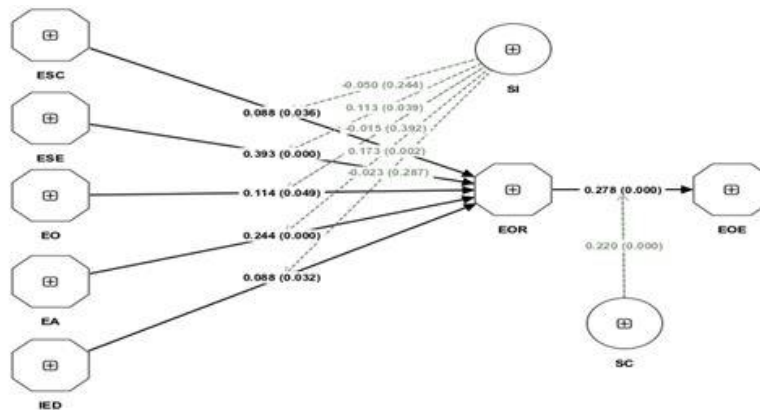 ESC
SI
-0.050 (0.244)
0.088 (0.036)
0.113 (0.039)
-0.015 (0.392)
ESE
0.393 (0.000)
0.173 (0.002)
-0.023 (0.287)
EO
0.114 (0.049)
EOR
0.278 (0.000)
EOE
0.244 (0.000)
0.220 (0.000)
EA
0.088 (0.032)
SC
IED